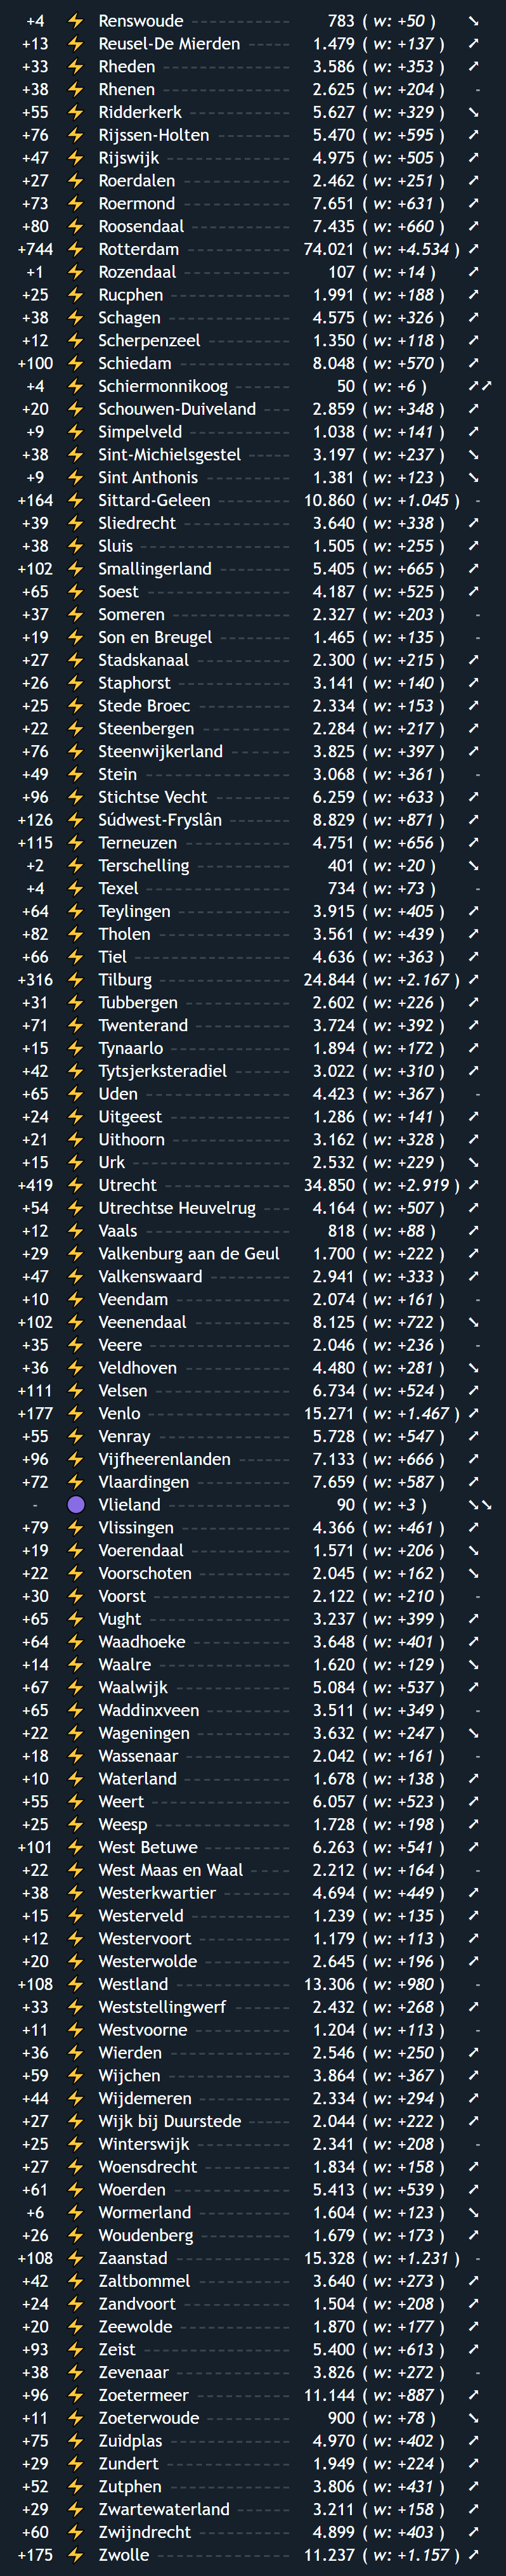 +4 ⚡ Renswoude ------------ 783 ( w: +50 ) ➘
+13 ⚡ Reusel-De Mierden ------ 1.479 ( w: +137 ) ➚
+33 ⚡ Rheden --------------- 3.586 ( w: +353 ) ➚
+38 ⚡ Rhenen --------------- 2.625 ( w: +204 ) -
+55 ⚡ Ridderkerk ------------ 5.627 ( w: +329 ) ➘
+76 ⚡ Rijssen-Holten --------- 5.470 ( w: +595 ) ➚
+47 ⚡ Rijswijk -------------- 4.975 ( w: +505 ) ➚
+27 ⚡ Roerdalen ------------- 2.462 ( w: +251 ) ➚
+73 ⚡ Roermond ------------- 7.651 ( w: +631 ) ➚
+80 ⚡ Roosendaal ------------ 7.435 ( w: +660 ) ➚
+744 ⚡ Rotterdam ------------ 74.021 ( w: +4.534 ) ➚
+1 ⚡ Rozendaal ------------- 107 ( w: +14 ) ➚
+25 ⚡ Rucphen -------------- 1.991 ( w: +188 ) ➚
+38 ⚡ Schagen -------------- 4.575 ( w: +326 ) ➚
+12 ⚡ Scherpenzeel ---------- 1.350 ( w: +118 ) ➚
+100 ⚡ Schiedam ------------- 8.048 ( w: +570 ) ➚
+4 ⚡ Schiermonnikoog ------- 50 ( w: +6 ) ➚➚
+20 ⚡ Schouwen-Duiveland ---- 2.859 ( w: +348 ) ➚
+9 ⚡ Simpelveld ------------ 1.038 ( w: +141 ) ➚
+38 ⚡ Sint-Michielsgestel ----- 3.197 ( w: +237 ) ➘
+9 ⚡ Sint Anthonis ---------- 1.381 ( w: +123 ) ➘
+164 ⚡ Sittard-Geleen --------- 10.860 ( w: +1.045 ) -
+39 ⚡ Sliedrecht ------------ 3.640 ( w: +338 ) ➚
+38 ⚡ Sluis ----------------- 1.505 ( w: +255 ) ➚
+102 ⚡ Smallingerland -------- 5.405 ( w: +665 ) ➚
+65 ⚡ Soest ---------------- 4.187 ( w: +525 ) ➚
+37 ⚡ Someren -------------- 2.327 ( w: +203 ) -
+19 ⚡ Son en Breugel --------- 1.465 ( w: +135 ) -
+27 ⚡ Stadskanaal ----------- 2.300 ( w: +215 ) ➚
+26 ⚡ Staphorst ------------- 3.141 ( w: +140 ) ➚
+25 ⚡ Stede Broec ----------- 2.334 ( w: +153 ) ➚
+22 ⚡ Steenbergen ----------- 2.284 ( w: +217 ) ➚
+76 ⚡ Steenwijkerland ------- 3.825 ( w: +397 ) ➚
+49 ⚡ Stein ----------------- 3.068 ( w: +361 ) -
+96 ⚡ Stichtse Vecht --------- 6.259 ( w: +633 ) ➚
+126 ⚡ Súdwest-Fryslân -------- 8.829 ( w: +871 ) ➚
+115 ⚡ Terneuzen ------------- 4.751 ( w: +656 ) ➚
+2 ⚡ Terschelling ----------- 401 ( w: +20 ) ➘
+4 ⚡ Texel ---------------- 734 ( w: +73 ) -
+64 ⚡ Teylingen ------------- 3.915 ( w: +405 ) ➚
+82 ⚡ Tholen --------------- 3.561 ( w: +439 ) ➚
+66 ⚡ Tiel ------------------ 4.636 ( w: +363 ) ➚
+316 ⚡ Tilburg --------------- 24.844 ( w: +2.167 ) ➚
+31 ⚡ Tubbergen ------------ 2.602 ( w: +226 ) ➚
+71 ⚡ Twenterand ----------- 3.724 ( w: +392 ) ➚
+15 ⚡ Tynaarlo -------------- 1.894 ( w: +172 ) ➚
+42 ⚡ Tytsjerksteradiel ------- 3.022 ( w: +310 ) ➚
+65 ⚡ Uden ----------------- 4.423 ( w: +367 ) -
+24 ⚡ Uitgeest -------------- 1.286 ( w: +141 ) ➚
+21 ⚡ Uithoorn -------------- 3.162 ( w: +328 ) ➚
+15 ⚡ Urk ------------------ 2.532 ( w: +229 ) ➘
+419 ⚡ Utrecht -------------- 34.850 ( w: +2.919 ) ➚
+54 ⚡ Utrechtse Heuvelrug ---- 4.164 ( w: +507 ) ➚
+12 ⚡ Vaals ----------------- 818 ( w: +88 ) ➚
+29 ⚡ Valkenburg aan de Geul 1.700 ( w: +222 ) ➚
+47 ⚡ Valkenswaard ---------- 2.941 ( w: +333 ) ➚
+10 ⚡ Veendam -------------- 2.074 ( w: +161 ) -
+102 ⚡ Veenendaal ------------ 8.125 ( w: +722 ) ➘
+35 ⚡ Veere ---------------- 2.046 ( w: +236 ) -
+36 ⚡ Veldhoven ------------- 4.480 ( w: +281 ) ➘
+111 ⚡ Velsen --------------- 6.734 ( w: +524 ) ➚
+177 ⚡ Venlo ---------------- 15.271 ( w: +1.467 ) ➚
+55 ⚡ Venray --------------- 5.728 ( w: +547 ) ➚
+96 ⚡ Vijfheerenlanden ------- 7.133 ( w: +666 ) ➚
+72 ⚡ Vlaardingen ----------- 7.659 ( w: +587 ) ➚
- 🟣 Vlieland -------------- 90 ( w: +3 ) ➘➘
+79 ⚡ Vlissingen ------------ 4.366 ( w: +461 ) ➚
+19 ⚡ Voerendaal ------------ 1.571 ( w: +206 ) ➘
+22 ⚡ Voorschoten ----------- 2.045 ( w: +162 ) ➘
+30 ⚡ Voorst ---------------- 2.122 ( w: +210 ) -
+65 ⚡ Vught ---------------- 3.237 ( w: +399 ) ➚
+64 ⚡ Waadhoeke ------------ 3.648 ( w: +401 ) ➚
+14 ⚡ Waalre --------------- 1.620 ( w: +129 ) ➘
+67 ⚡ Waalwijk -------------- 5.084 ( w: +537 ) ➚
+65 ⚡ Waddinxveen ---------- 3.511 ( w: +349 ) -
+22 ⚡ Wageningen ----------- 3.632 ( w: +247 ) ➘
+18 ⚡ Wassenaar ------------ 2.042 ( w: +161 ) -
+10 ⚡ Waterland ------------- 1.678 ( w: +138 ) ➚
+55 ⚡ Weert ---------------- 6.057 ( w: +523 ) ➚
+25 ⚡ Weesp ---------------- 1.728 ( w: +198 ) ➚
+101 ⚡ West Betuwe ---------- 6.263 ( w: +541 ) ➚
+22 ⚡ West Maas en Waal ----- 2.212 ( w: +164 ) -
+38 ⚡ Westerkwartier --------- 4.694 ( w: +449 ) ➚
+15 ⚡ Westerveld ------------ 1.239 ( w: +135 ) ➚
+12 ⚡ Westervoort ----------- 1.179 ( w: +113 ) ➚
+20 ⚡ Westerwolde ----------- 2.645 ( w: +196 ) ➚
+108 ⚡ Westland -------------- 13.306 ( w: +980 ) -
+33 ⚡ Weststellingwerf -------- 2.432 ( w: +268 ) ➚
+11 ⚡ Westvoorne ------------ 1.204 ( w: +113 ) -
+36 ⚡ Wierden -------------- 2.546 ( w: +250 ) ➚
+59 ⚡ Wijchen --------------- 3.864 ( w: +367 ) ➚
+44 ⚡ Wijdemeren ----------- 2.334 ( w: +294 ) ➚
+27 ⚡ Wijk bij Duurstede ------ 2.044 ( w: +222 ) ➚
+25 ⚡ Winterswijk ----------- 2.341 ( w: +208 ) -
+27 ⚡ Woensdrecht ---------- 1.834 ( w: +158 ) ➚
+61 ⚡ Woerden -------------- 5.413 ( w: +539 ) ➚
+6 ⚡ Wormerland ----------- 1.604 ( w: +123 ) ➘
+26 ⚡ Woudenberg ----------- 1.679 ( w: +173 ) ➚
+108 ⚡ Zaanstad -------------- 15.328 ( w: +1.231 ) -
+42 ⚡ Zaltbommel ----------- 3.640 ( w: +273 ) ➚
+24 ⚡ Zandvoort ------------ 1.504 ( w: +208 ) ➚
+20 ⚡ Zeewolde ------------- 1.870 ( w: +177 ) ➚
+93 ⚡ Zeist ----------------- 5.400 ( w: +613 ) ➚
+38 ⚡ Zevenaar ------------- 3.826 ( w: +272 ) -
+96 ⚡ Zoetermeer ----------- 11.144 ( w: +887 ) ➚
+11 ⚡ Zoeterwoude ---------- 900 ( w: +78 ) ➘
+75 ⚡ Zuidplas -------------- 4.970 ( w: +402 ) ➚
+29 ⚡ Zundert --------------- 1.949 ( w: +224 ) ➚
+52 ⚡ Zutphen -------------- 3.806 ( w: +431 ) ➚
+29 ⚡ Zwartewaterland ------- 3.211 ( w: +158 ) ➚
+60 ⚡ Zwijndrecht ----------- 4.899 ( w: +403 ) ➚
+175 ⚡ Zwolle ---------------- 11.237 ( w: +1.157 ) ➚